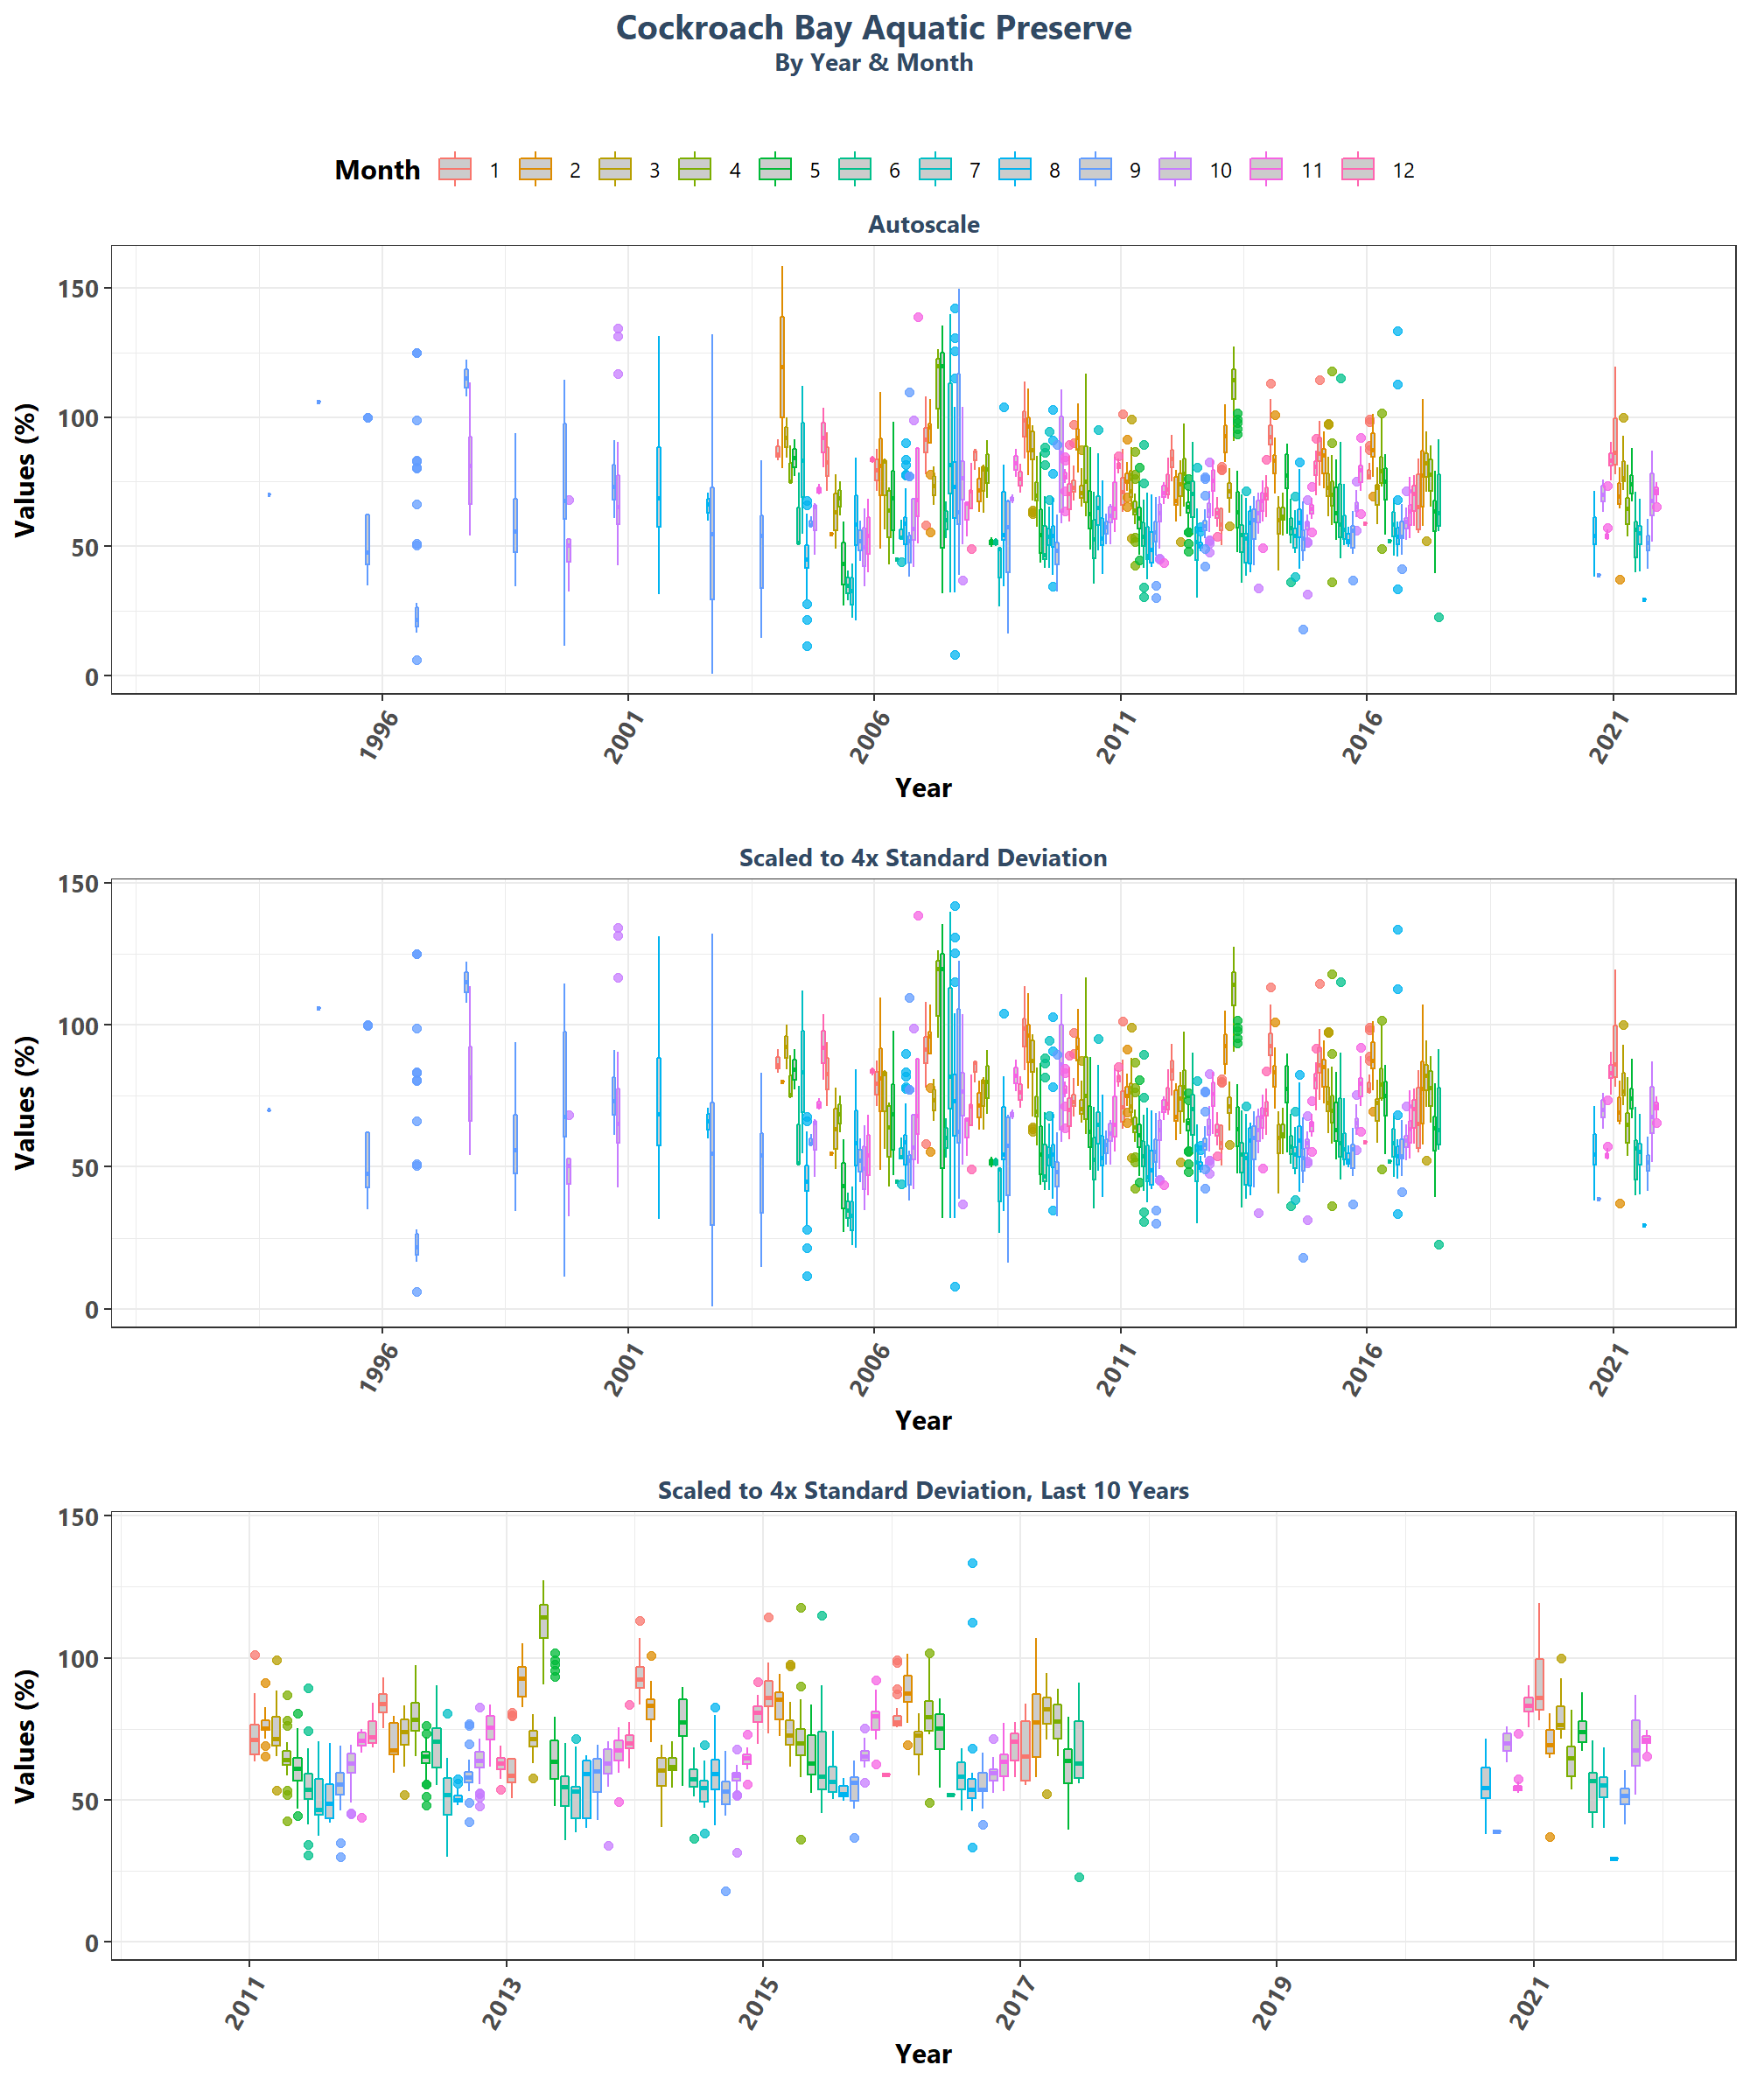 Cockroach Bay Aquatic Preserve
By Year & Month
Month 1 2 3 4 5 6 7 8 9 10 11 12
Autoscale
Values (%)
150
100
50
0
1996 2001 2006 2011 2016 2021
Year
Scaled to 4x Standard Deviation
Values (%)
150
100
50
0
1996 2001 2006 2011 2016 2021
Year
Scaled to 4x Standard Deviation, Last 10 Years
Values (%)
150
100
50
0
2011 2013 2015 2017 2019 2021
Year